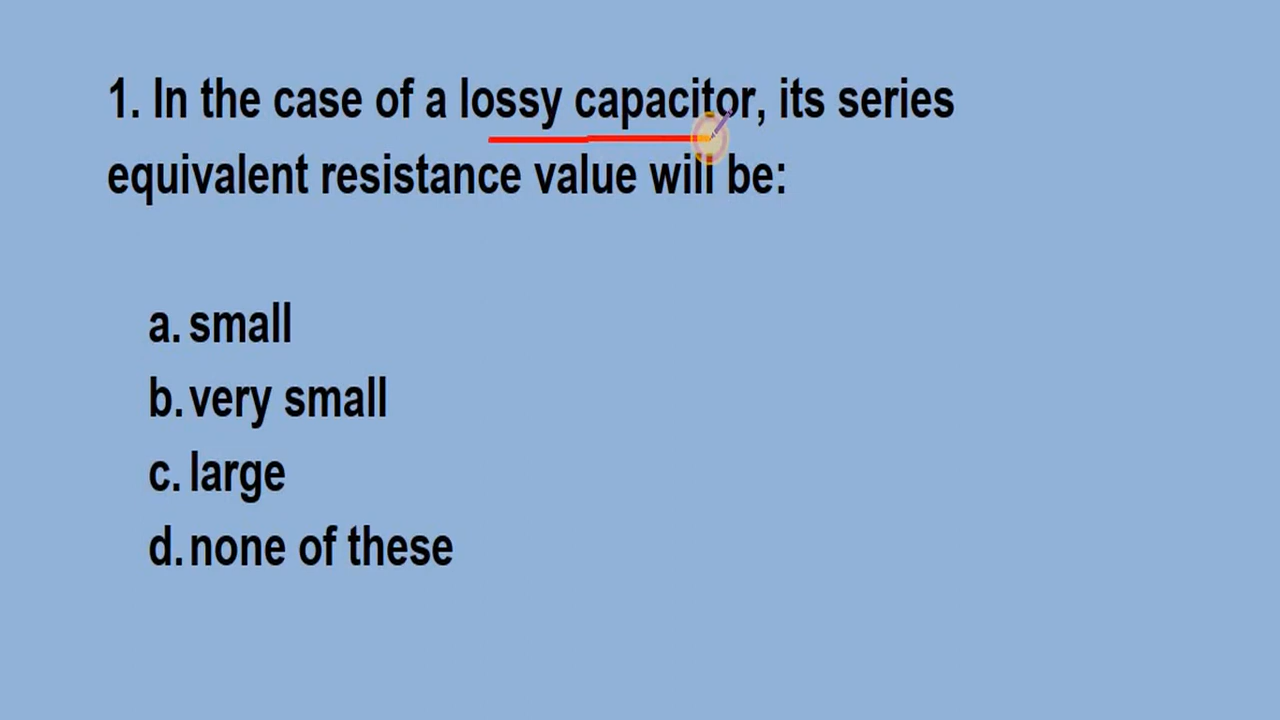 1. In the case of a lossy capacitor, its series
equivalent resistance value will be:
a. small
b. very small
c. large
d. none of these